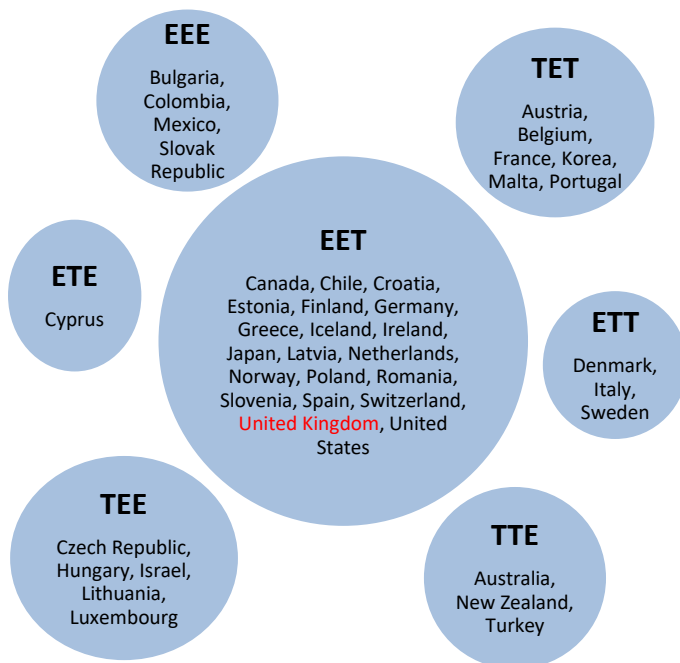 EEE
Bulgaria,
Colombia,
Mexico,
Slovak
Republic
TET
Austria,
Belgium,
France, Korea,
Malta, Portugal
EET
Canada, Chile, Croatia,
Estonia, Finland, Germany,
Greece, Iceland, Ireland,
Japan, Latvia, Netherlands,
Norway, Poland, Romania,
Slovenia, Spain, Switzerland,
United Kingdom, United
States
ETE
Cyprus
ETT
Denmark,
Italy,
Sweden
TEE
Czech Republic,
Hungary, Israel,
Lithuania,
Luxembourg
TTE
Australia,
New Zealand,
Turkey